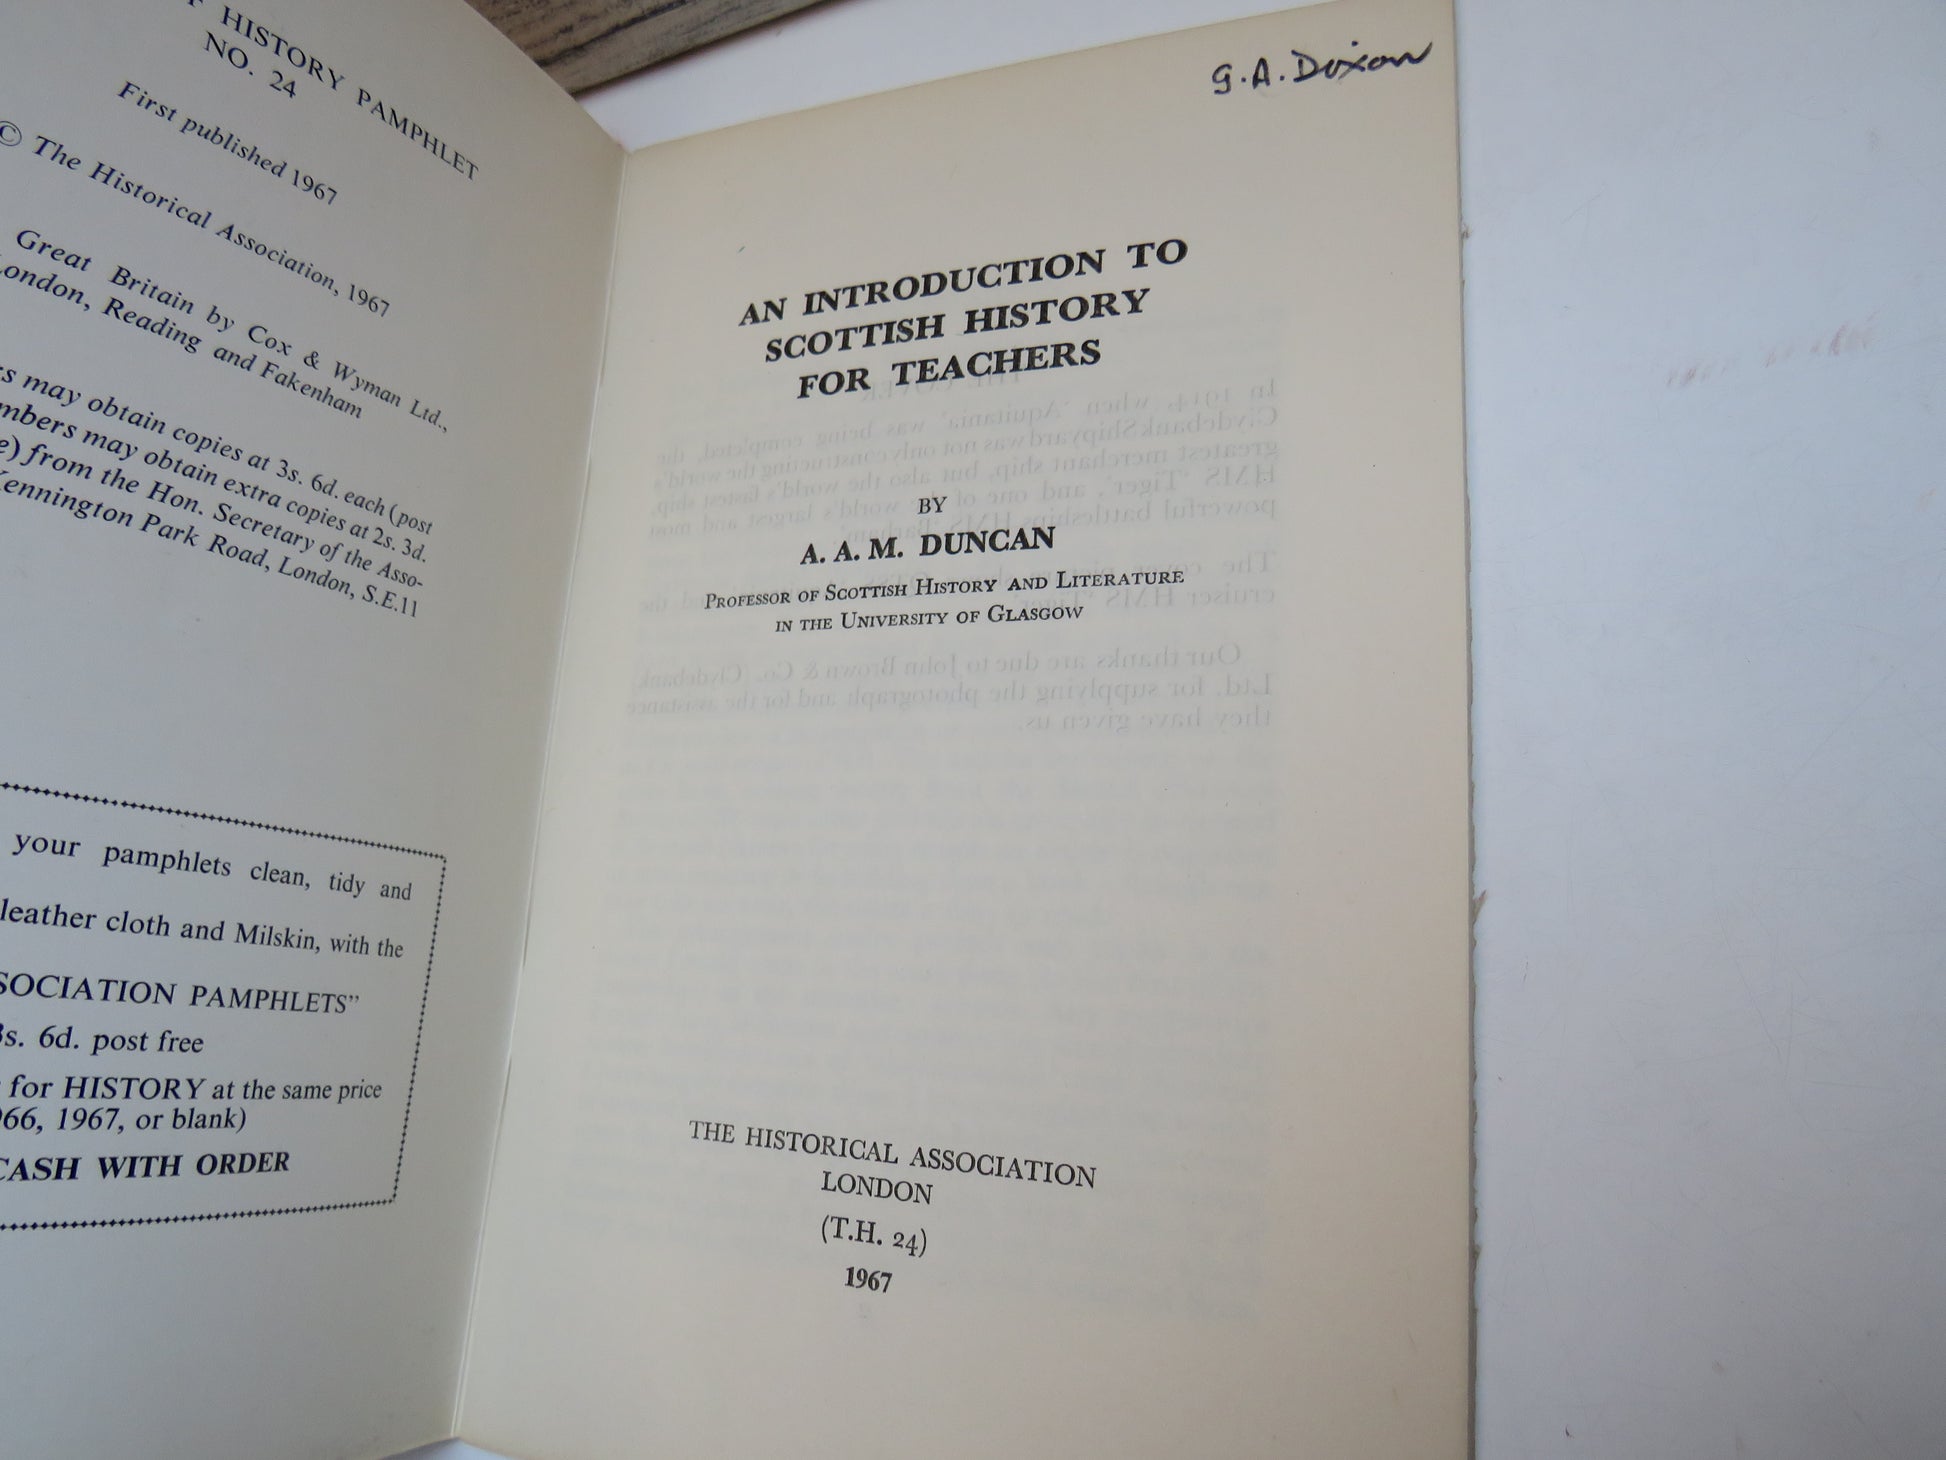 HISTORY PAMPHLET
NO. 24
First published 1967
© The Historical Association, 1967
Great Britain by Cox & Wyman Ltd.,
London, Reading and Fakenham
may obtain copies at 3s. 6d. each (post
may obtain extra copies at 2s. 3d.
from the Hon. Secretary of the Asso-
Kennington Park Road, London, S.E.11
your pamphlets clean, tidy and
leather cloth and Milskin, with the
PAMPHLETS”
6d. post free
for HISTORY at the same price
1967, or blank)
CASH WITH ORDER
G. A. Dixon
AN INTRODUCTION TO
SCOTTISH HISTORY
FOR TEACHERS
BY
A. A. M. DUNCAN
PROFESSOR OF SCOTTISH HISTORY AND LITERATURE
IN THE UNIVERSITY OF GLASGOW
THE HISTORICAL ASSOCIATION
LONDON
(T.H. 24)
1967